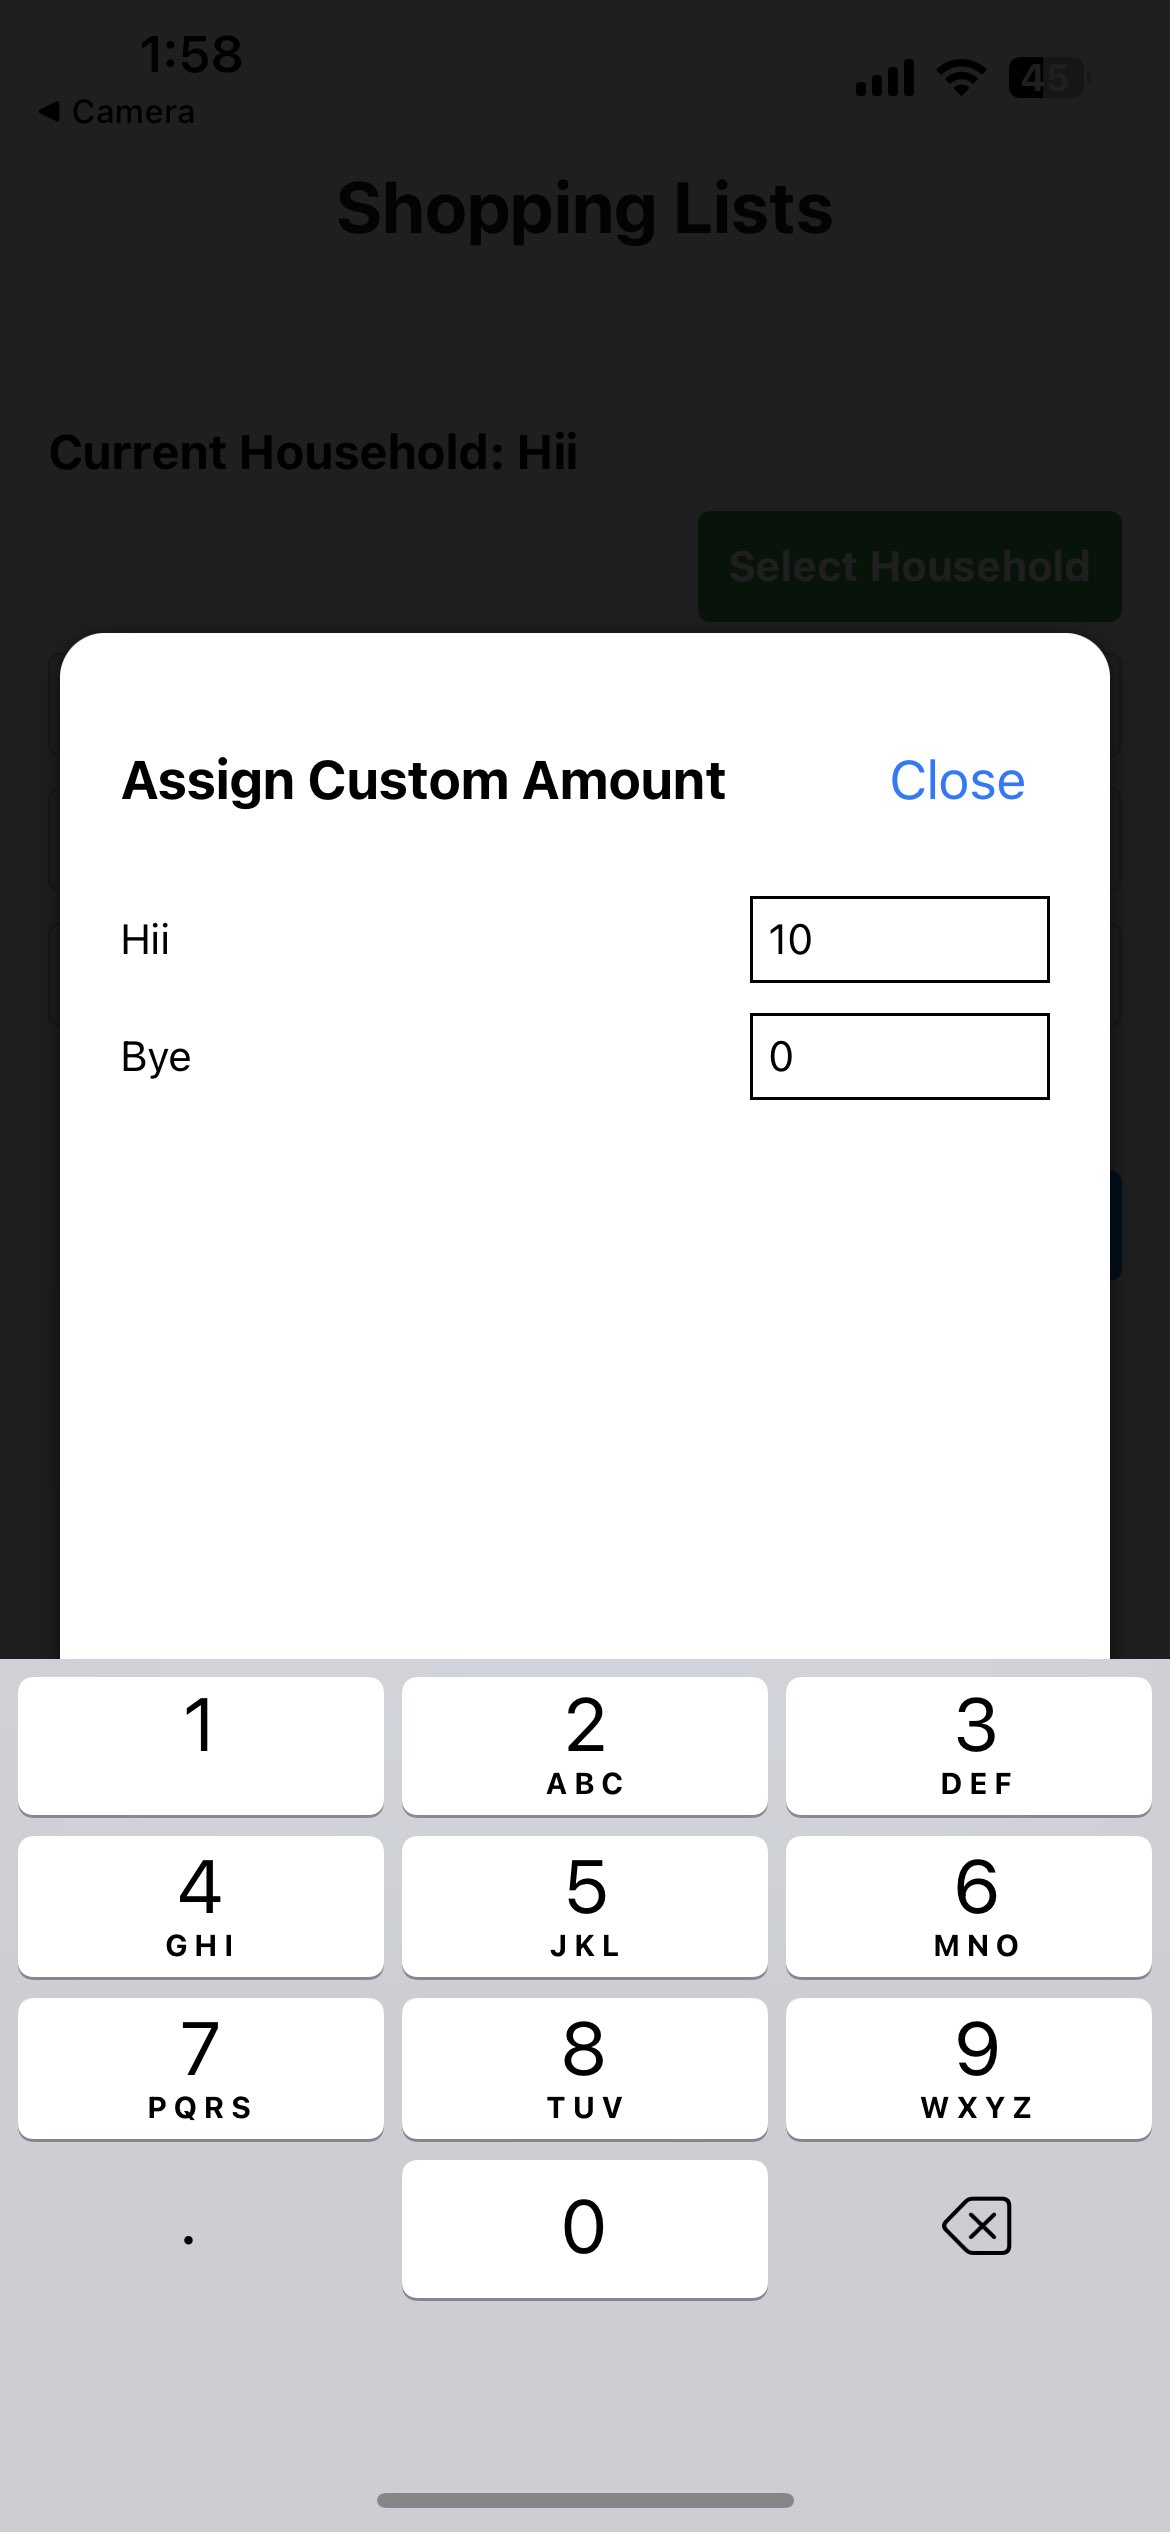 1:58
45
◀ Camera
Shopping Lists
Current Household: Hii
Select Household
Assign Custom Amount Close
Hii 10
Bye 0
1 2 3
ABC DEF
4 5 6
GHI JKL MNO
7 8 9
PQRS TUV WXYZ
. 0